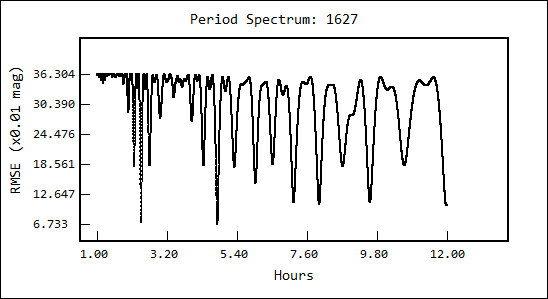 Period Spectrum: 1627
RMSE (x0.01 mag)
36.304
30.390
24.476
18.561
12.647
6.733
1.00 3.20 5.40 7.60 9.80 12.00
Hours